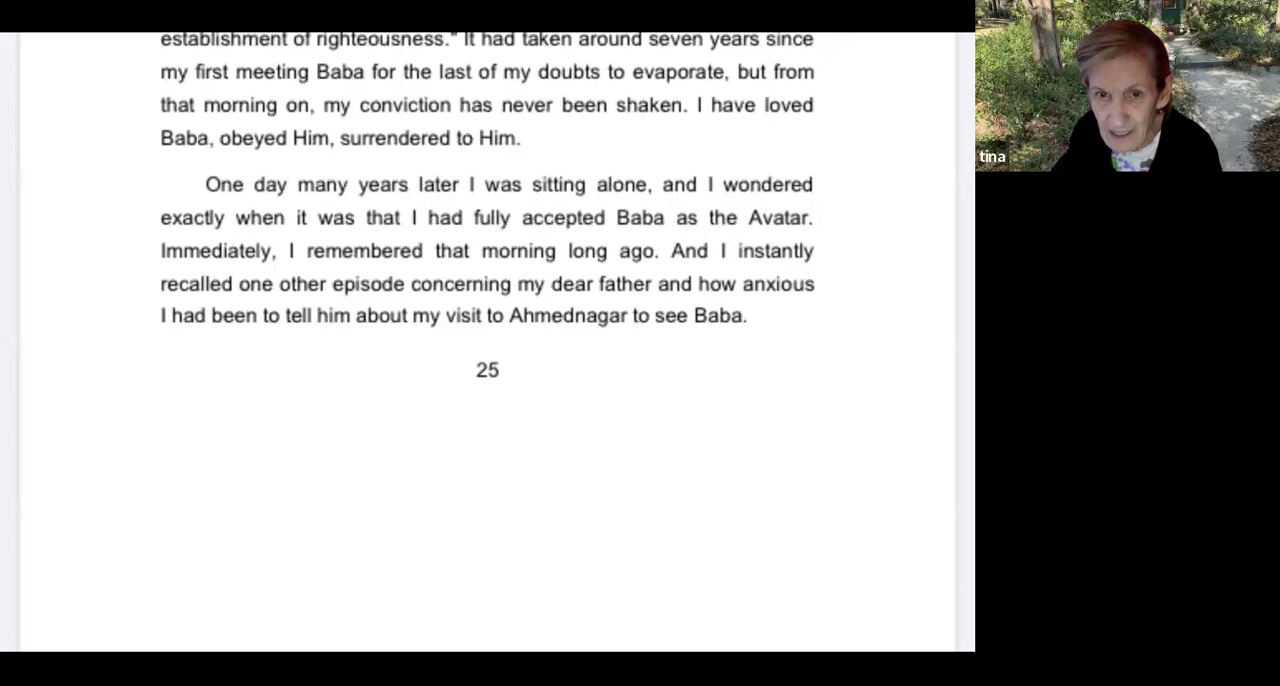 establishment of righteousness." It had taken around seven years since
my first meeting Baba for the last of my doubts to evaporate, but from
that morning on, my conviction has never been shaken. I have loved
Baba, obeyed Him, surrendered to Him.
One day many years later I was sitting alone, and I wondered
exactly when it was that I had fully accepted Baba as the Avatar.
Immediately, I remembered that morning long ago. And I instantly
recalled one other episode concerning my dear father and how anxious
I had been to tell him about my visit to Ahmednagar to see Baba.
25
tina